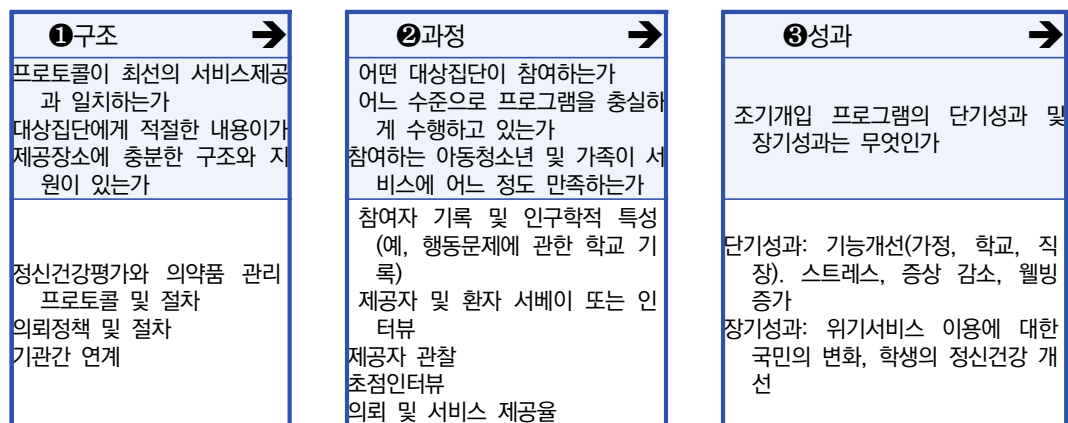 ❶구조 →
프로토콜이 최선의 서비스제공
과 일치하는가
대상집단에게 적절한 내용이가
제공장소에 충분한 구조와 지
원이 있는가
정신건강평가와 의약품 관리
프로토콜 및 절차
의뢰정책 및 절차
기관간 연계
❷과정 →
어떤 대상집단이 참여하는가
어느 수준으로 프로그램을 충실하
게 수행하고 있는가
참여하는 아동청소년 및 가족이 서
비스에 어느 정도 만족하는가
참여자 기록 및 인구학적 특성
(예, 행동문제에 관한 학교 기
록)
제공자 및 환자 서베이 또는 인
터뷰
제공자 관찰
초점인터뷰
의뢰 및 서비스 제공율
❸성과 →
조기개입 프로그램의 단기성과 및
장기성과는 무엇인가
단기성과: 기능개선(가정, 학교, 직
장). 스트레스, 증상 감소, 웰빙
증가
장기성과: 위기서비스 이용에 대한
국민의 변화, 학생의 정신건강 개
선